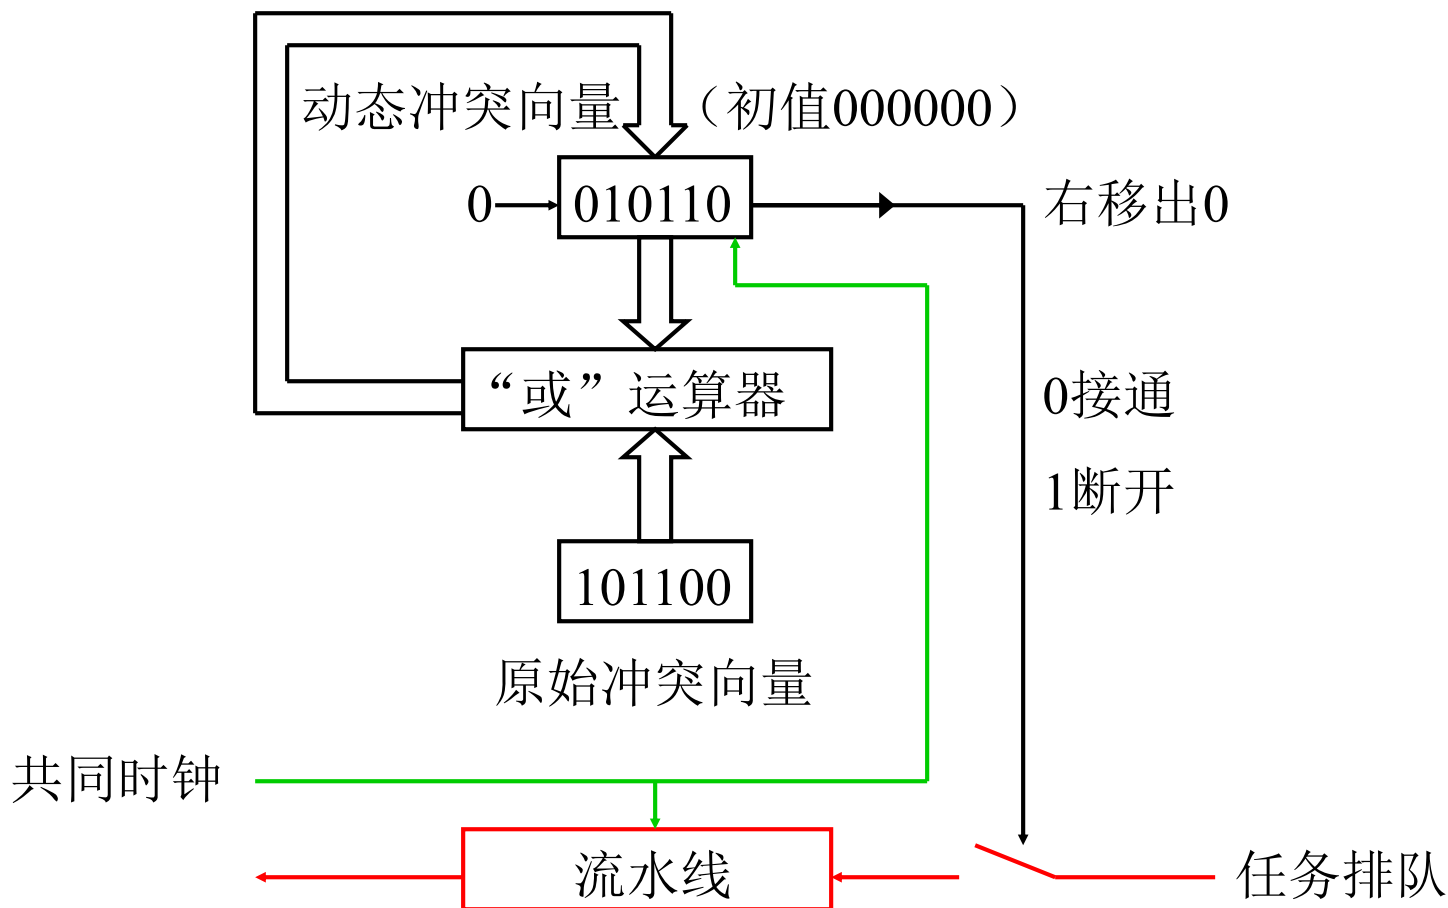 动态冲突向量 （初值000000）
0 010110 右移出0
“或”运算器 0接通
1断开
101100
原始冲突向量
共同时钟
流水线 任务排队